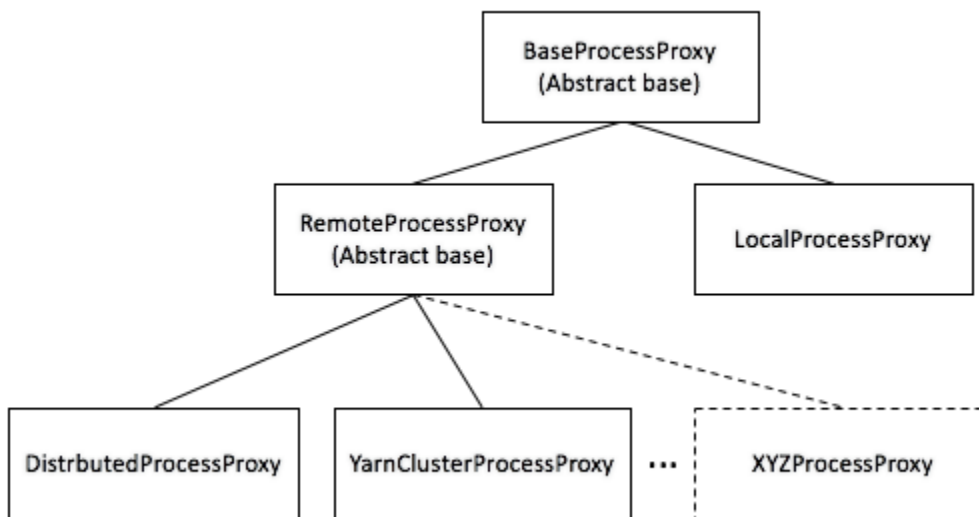 BaseProcessProxy
(Abstract base)
RemoteProcessProxy
(Abstract base)
LocalProcessProxy
DistrbutedProcessProxy
YarnClusterProcessProxy
...
XYZProcessProxy